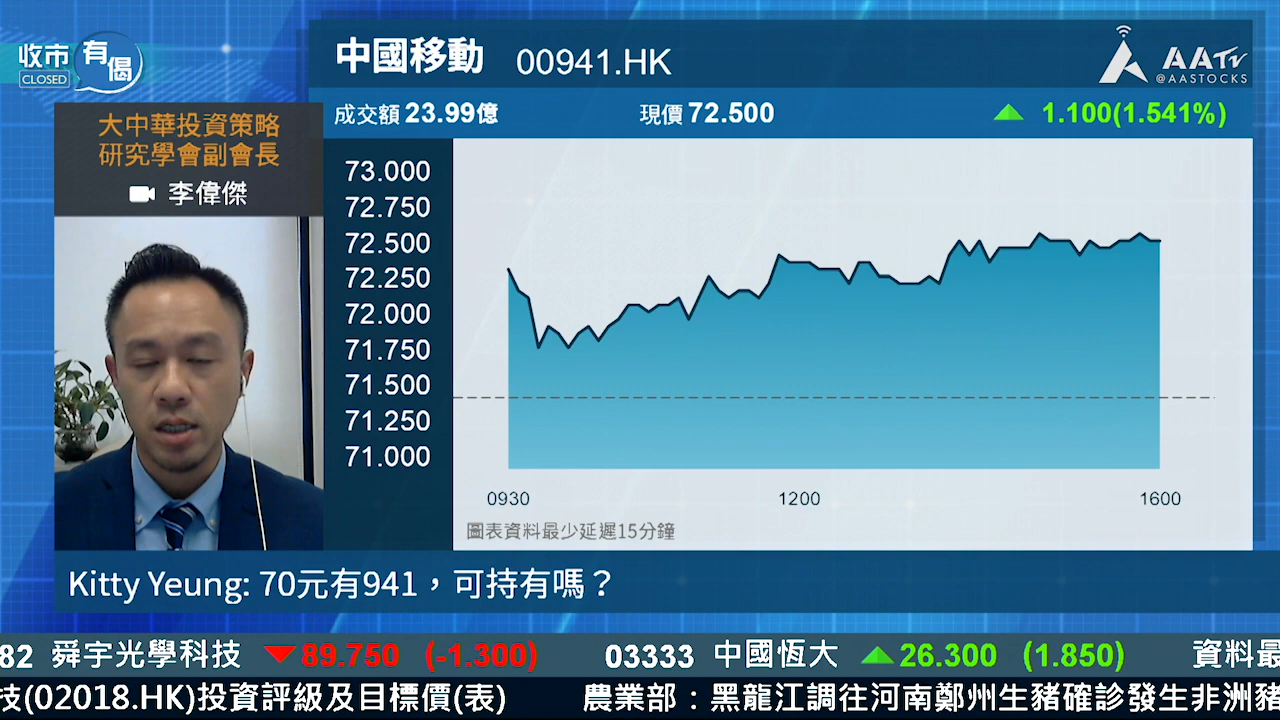 收市
有偈
CLOSED
中國移動 00941.HK
AATV
@AASTOCKS
成交額 23.99億 現價 72.500 1.100(1.541%)
大中華投資策略
研究學會副會長
李偉傑
73.000
72.750
72.500
72.250
72.000
71.750
71.500
71.250
71.000
0930 1200 1600
圖表資料最少延遲15分鐘
Kitty Yeung: 70元有941，可持有嗎？
82 舜宇光學科技 89.750 (-1.300) 03333 中國恆大 26.300 (1.850) 資料最
技(02018.HK)投資評級及目標價(表) 農業部：黑龍江調往河南鄭州生豬確診發生非洲豬